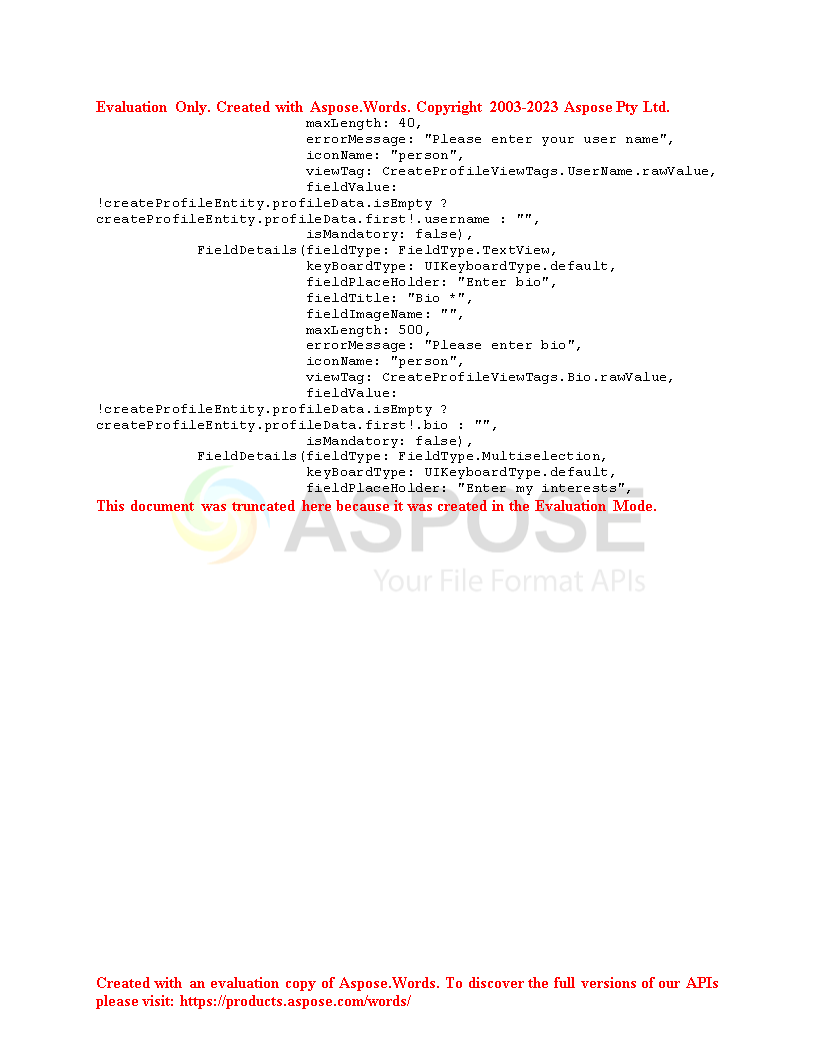 Evaluation Only. Created with Aspose.Words. Copyright 2003-2023 Aspose Pty Ltd.
maxLength: 40,
errorMessage: "Please enter your user name",
iconName: "person",
viewTag: CreateProfileViewTags.UserName.rawValue,
fieldValue:
!createProfileEntity.profileData.isEmpty ?
createProfileEntity.profileData.first!.username : "",
isMandatory: false),
FieldDetails(fieldType: FieldType.TextView,
keyBoardType: UIKeyboardType.default,
fieldPlaceHolder: "Enter bio",
fieldTitle: "Bio *",
fieldImageName: "",
maxLength: 500,
errorMessage: "Please enter bio",
iconName: "person",
viewTag: CreateProfileViewTags.Bio.rawValue,
fieldValue:
!createProfileEntity.profileData.isEmpty ?
createProfileEntity.profileData.first!.bio : "",
isMandatory: false),
FieldDetails(fieldType: FieldType.Multiselection,
keyBoardType: UIKeyboardType.default,
fieldPlaceHolder: "Enter my interests",
This document was truncated here because it was created in the Evaluation Mode.
ASPOSE
Your File Format APIs
Created with an evaluation copy of Aspose.Words. To discover the full versions of our APIs
please visit: https://products.aspose.com/words/